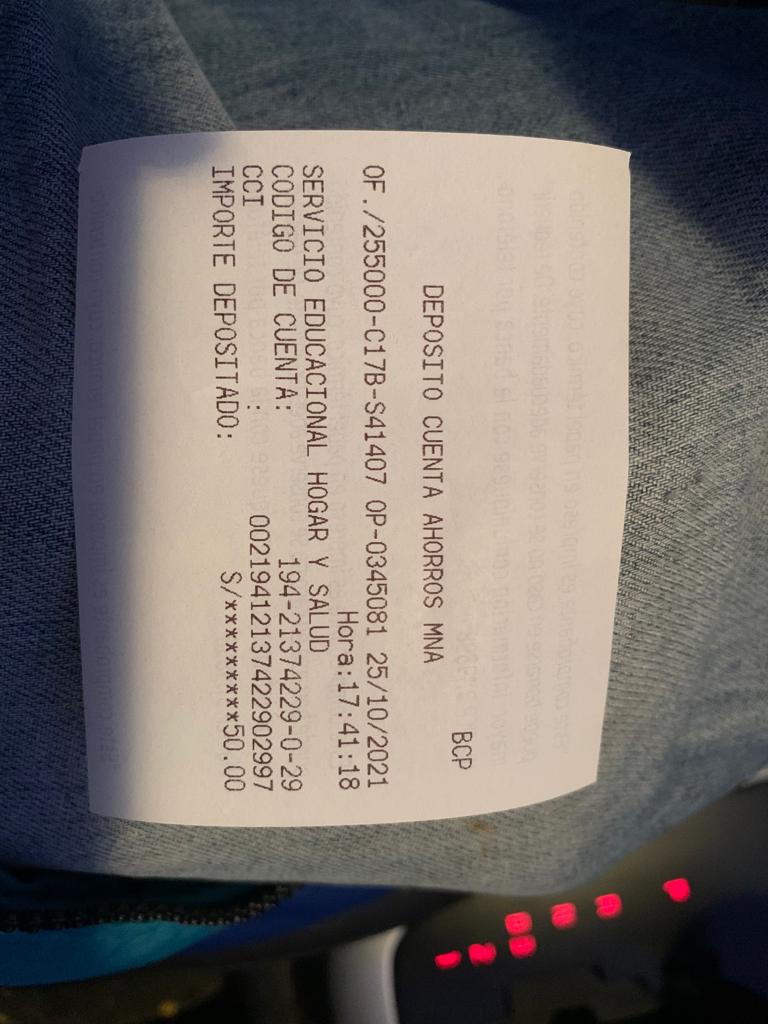 BCP
DEPOSITO CUENTA AHORROS MNA
OF./255000-C17B-S41407 OP-0345081 25/10/2021
Hora:17:41:18
SERVICIO EDUCACIONAL HOGAR Y SALUD
CODIGO DE CUENTA: 194-21374229-0-29
CCI : 00219412137422902997
IMPORTE DEPOSITADO: S/**********50.00